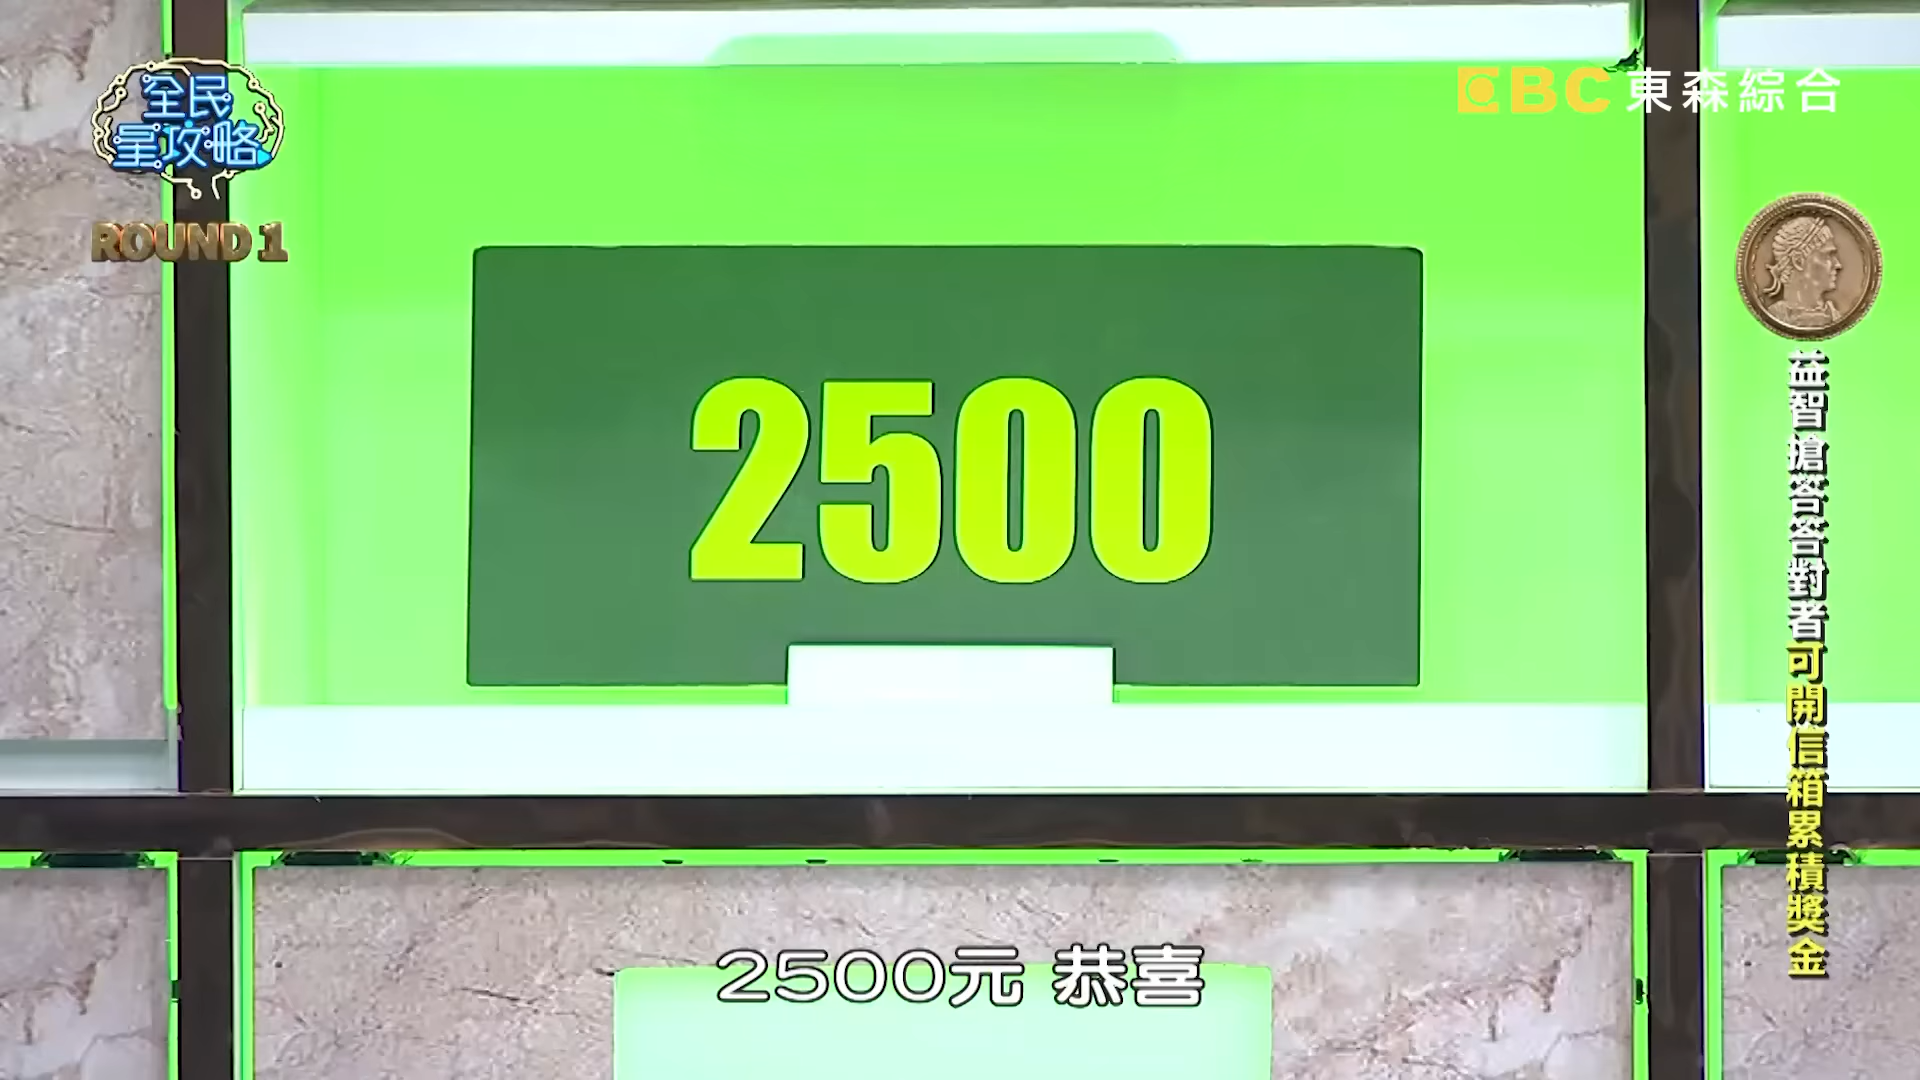 全民
星攻略
ROUND 1
EBC 東森綜合
2500
益智搶答答對者可開信箱累積獎金
2500元 恭喜